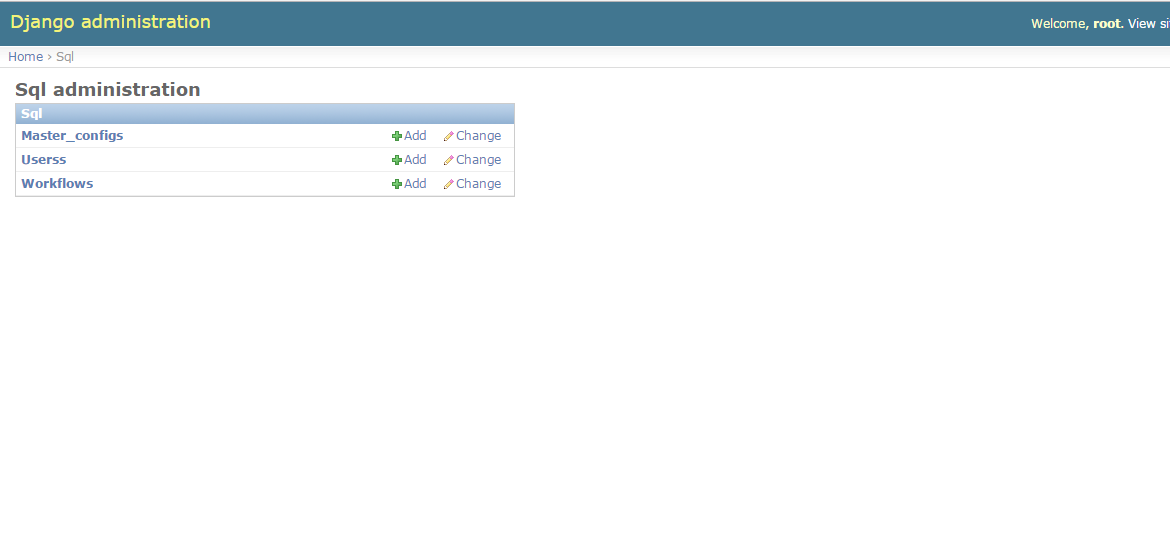 Django administration
Welcome, root. View si
Home › Sql
Sql administration
Sql
Master_configs Add Change
Userss Add Change
Workflows Add Change